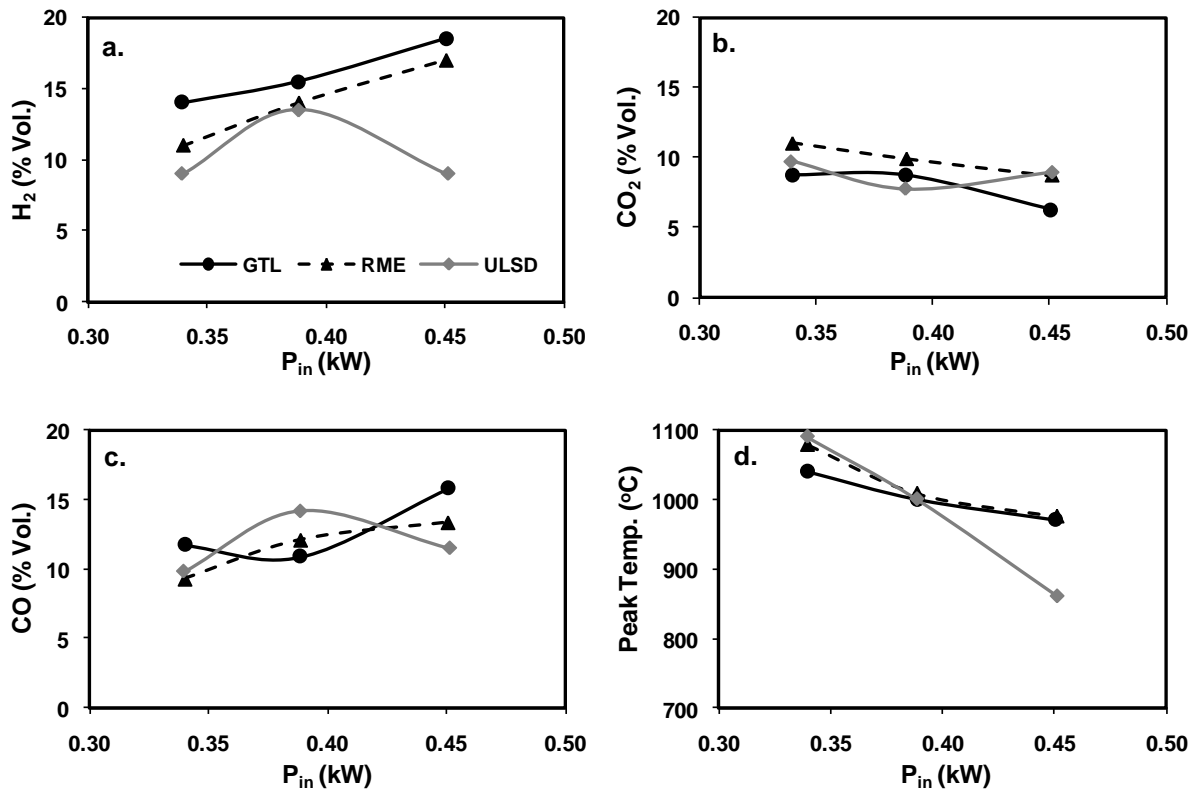 a.
H2 (% Vol.)
20
15
10
5
0
GTL RME ULSD
0.30 0.35 0.40 0.45 0.50
Pin (kW)
b.
CO2 (% Vol.)
20
15
10
5
0
0.30 0.35 0.40 0.45 0.50
Pin (kW)
c.
CO (% Vol.)
20
15
10
5
0
0.30 0.35 0.40 0.45 0.50
Pin (kW)
d.
Peak Temp. (oC)
1100
1000
900
800
700
0.30 0.35 0.40 0.45 0.50
Pin (kW)